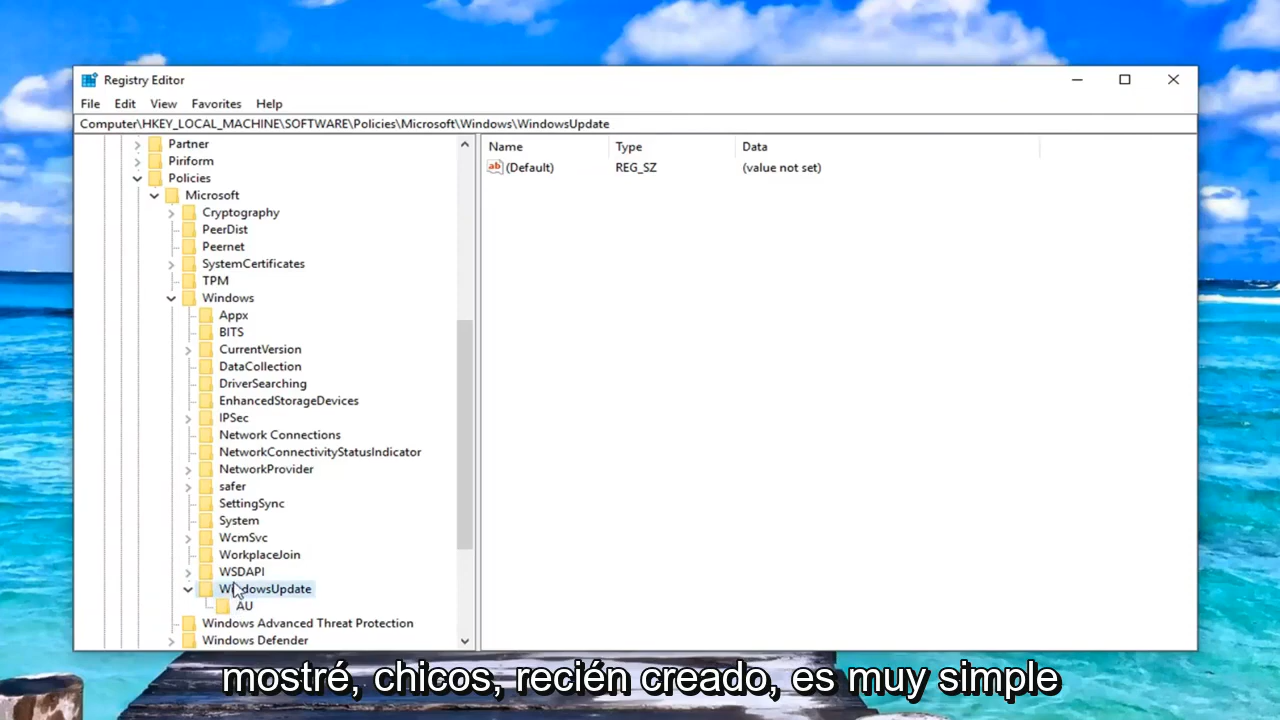 Registry Editor
File Edit View Favorites Help
Computer\HKEY_LOCAL_MACHINE\SOFTWARE\Policies\Microsoft\Windows\WindowsUpdate
Name Type Data
ab (Default) REG_SZ (value not set)
Partner
Piriform
Policies
Microsoft
Cryptography
PeerDist
Peernet
SystemCertificates
TPM
Windows
Appx
BITS
CurrentVersion
DataCollection
DriverSearching
EnhancedStorageDevices
IPSec
Network Connections
NetworkConnectivityStatusIndicator
NetworkProvider
safer
SettingSync
System
WcmSvc
WorkplaceJoin
WSDAPI
WindowsUpdate
AU
Windows Advanced Threat Protection
Windows Defender
mostré, chicos, recién creado, es muy simple